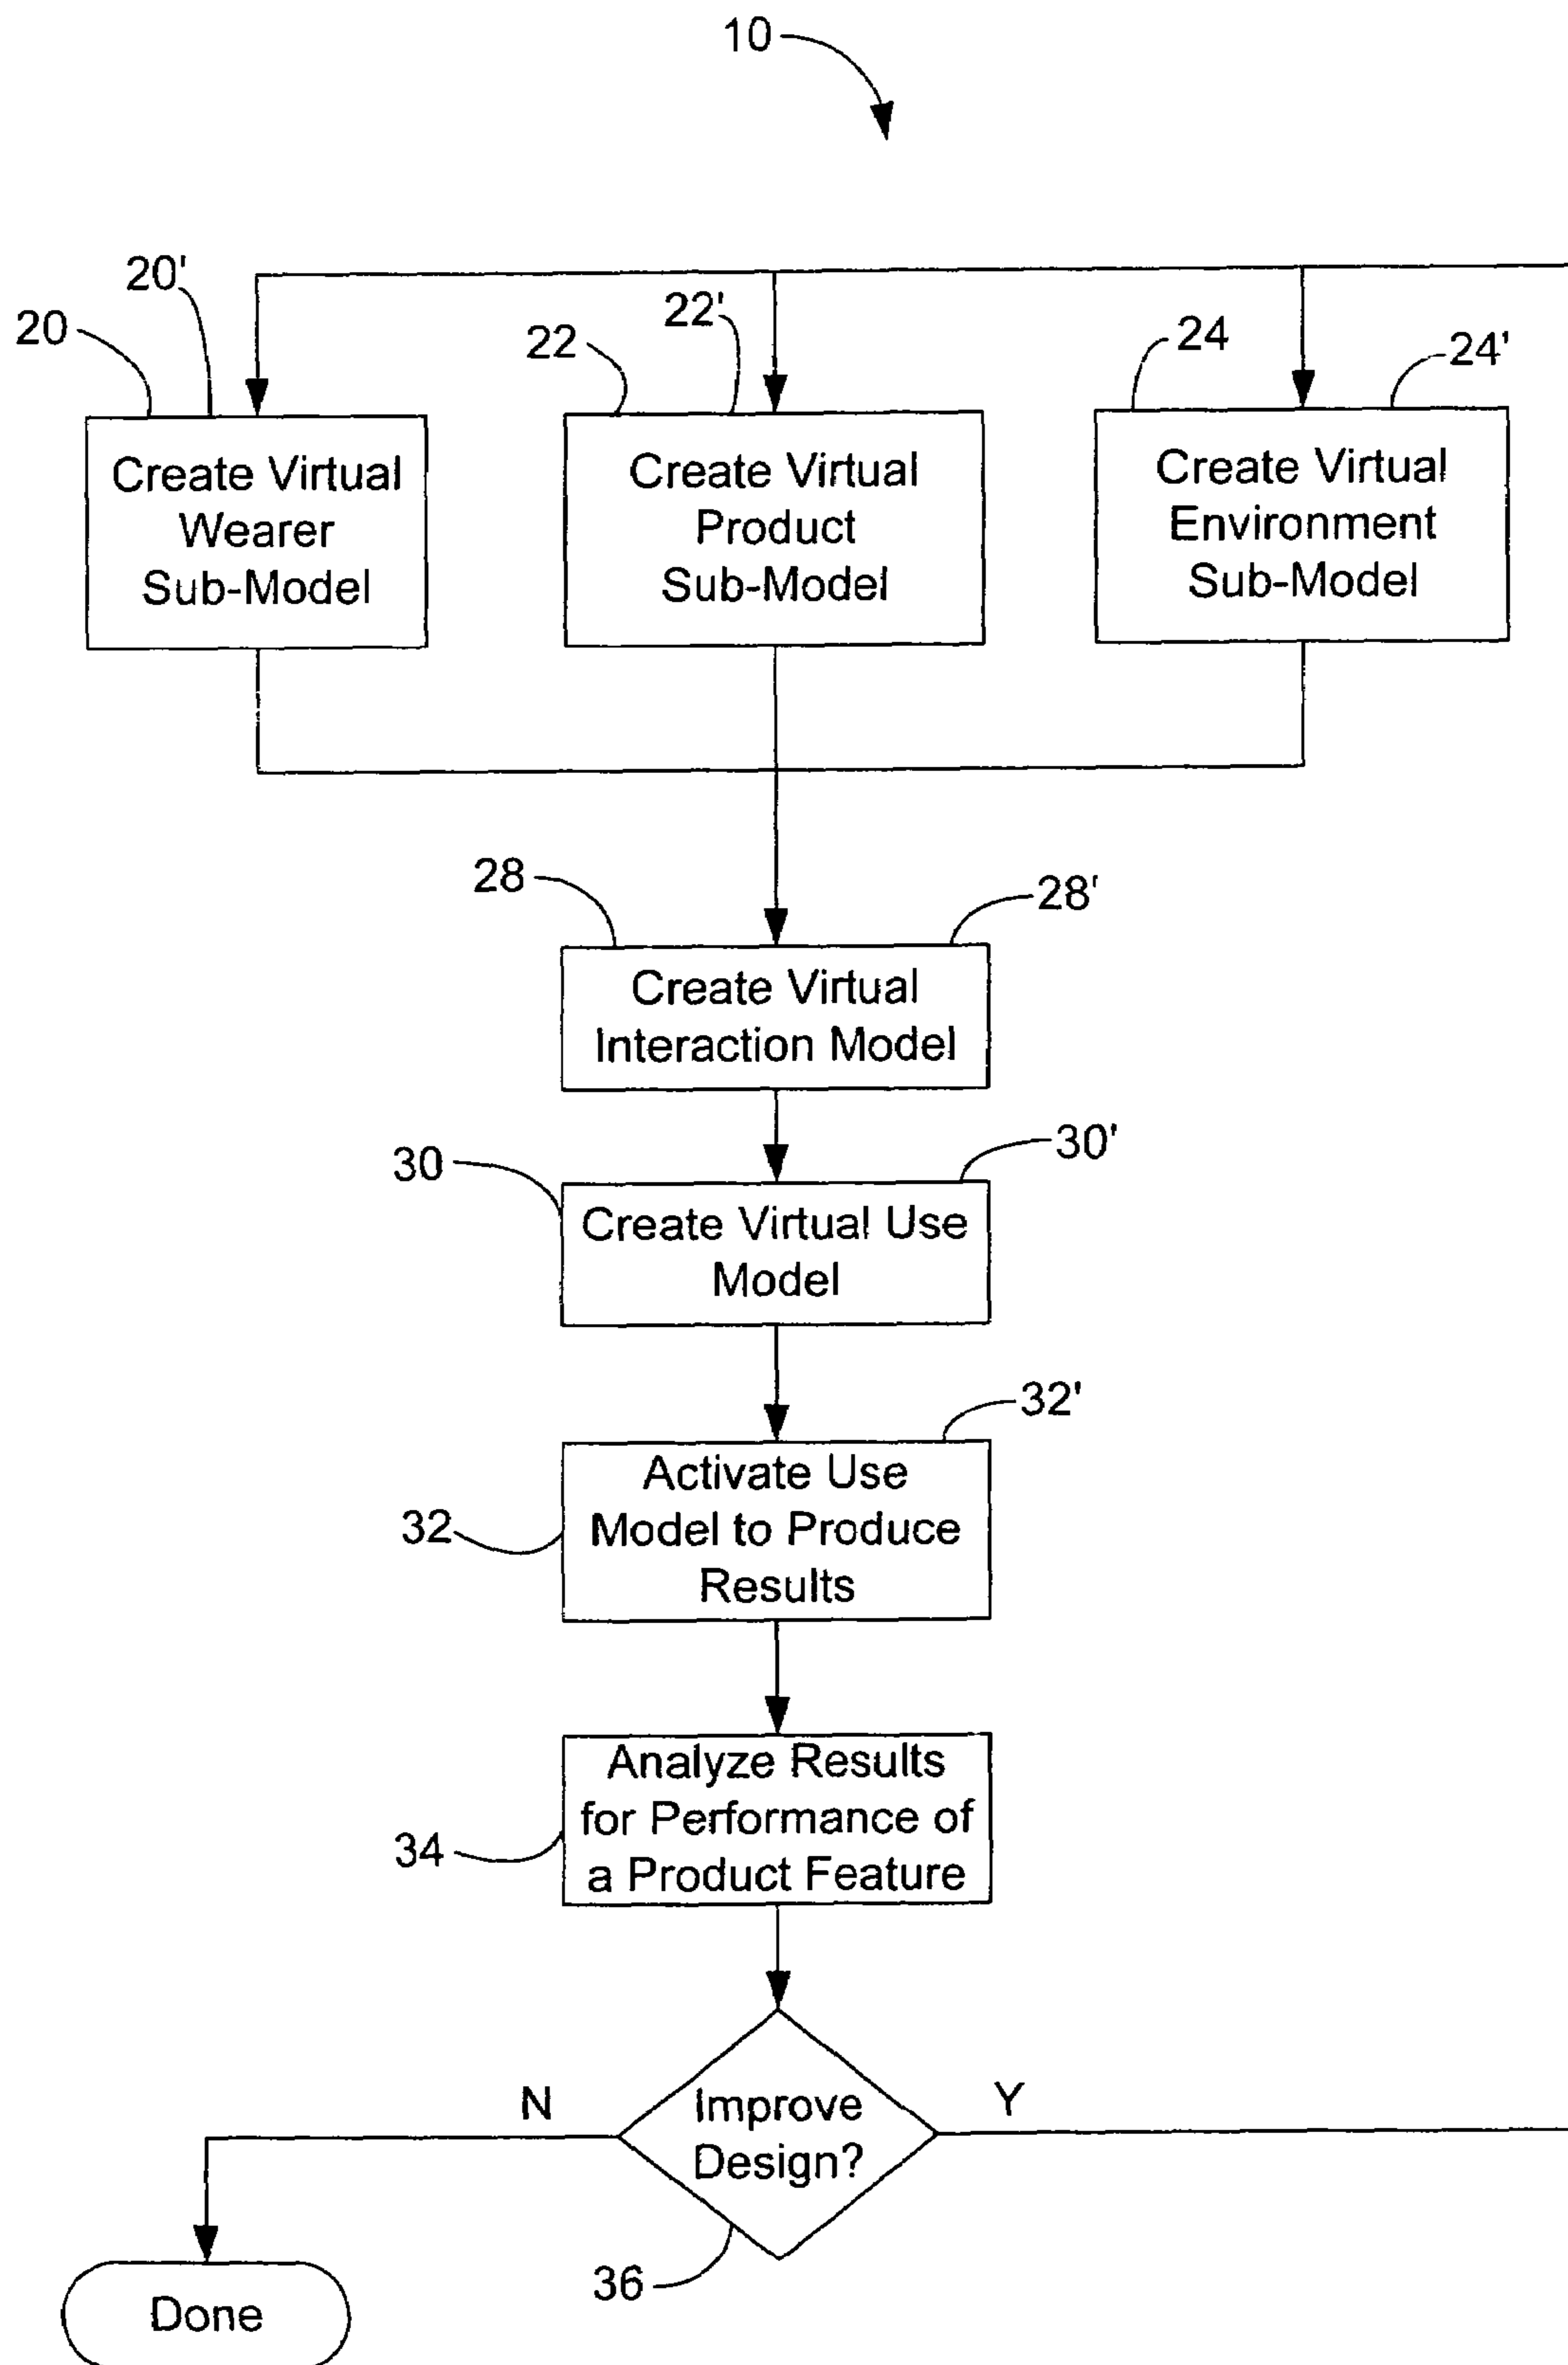 10
20'
20
22'
22
24
24'
Create Virtual
Wearer
Sub-Model
Create Virtual
Product
Sub-Model
Create Virtual
Environment
Sub-Model
28
28'
Create Virtual
Interaction Model
30'
30
Create Virtual Use
Model
32'
Activate Use
Model to Produce
Results
32
Analyze Results
for Performance of
a Product Feature
34
N
Y
Improve
Design?
36
Done